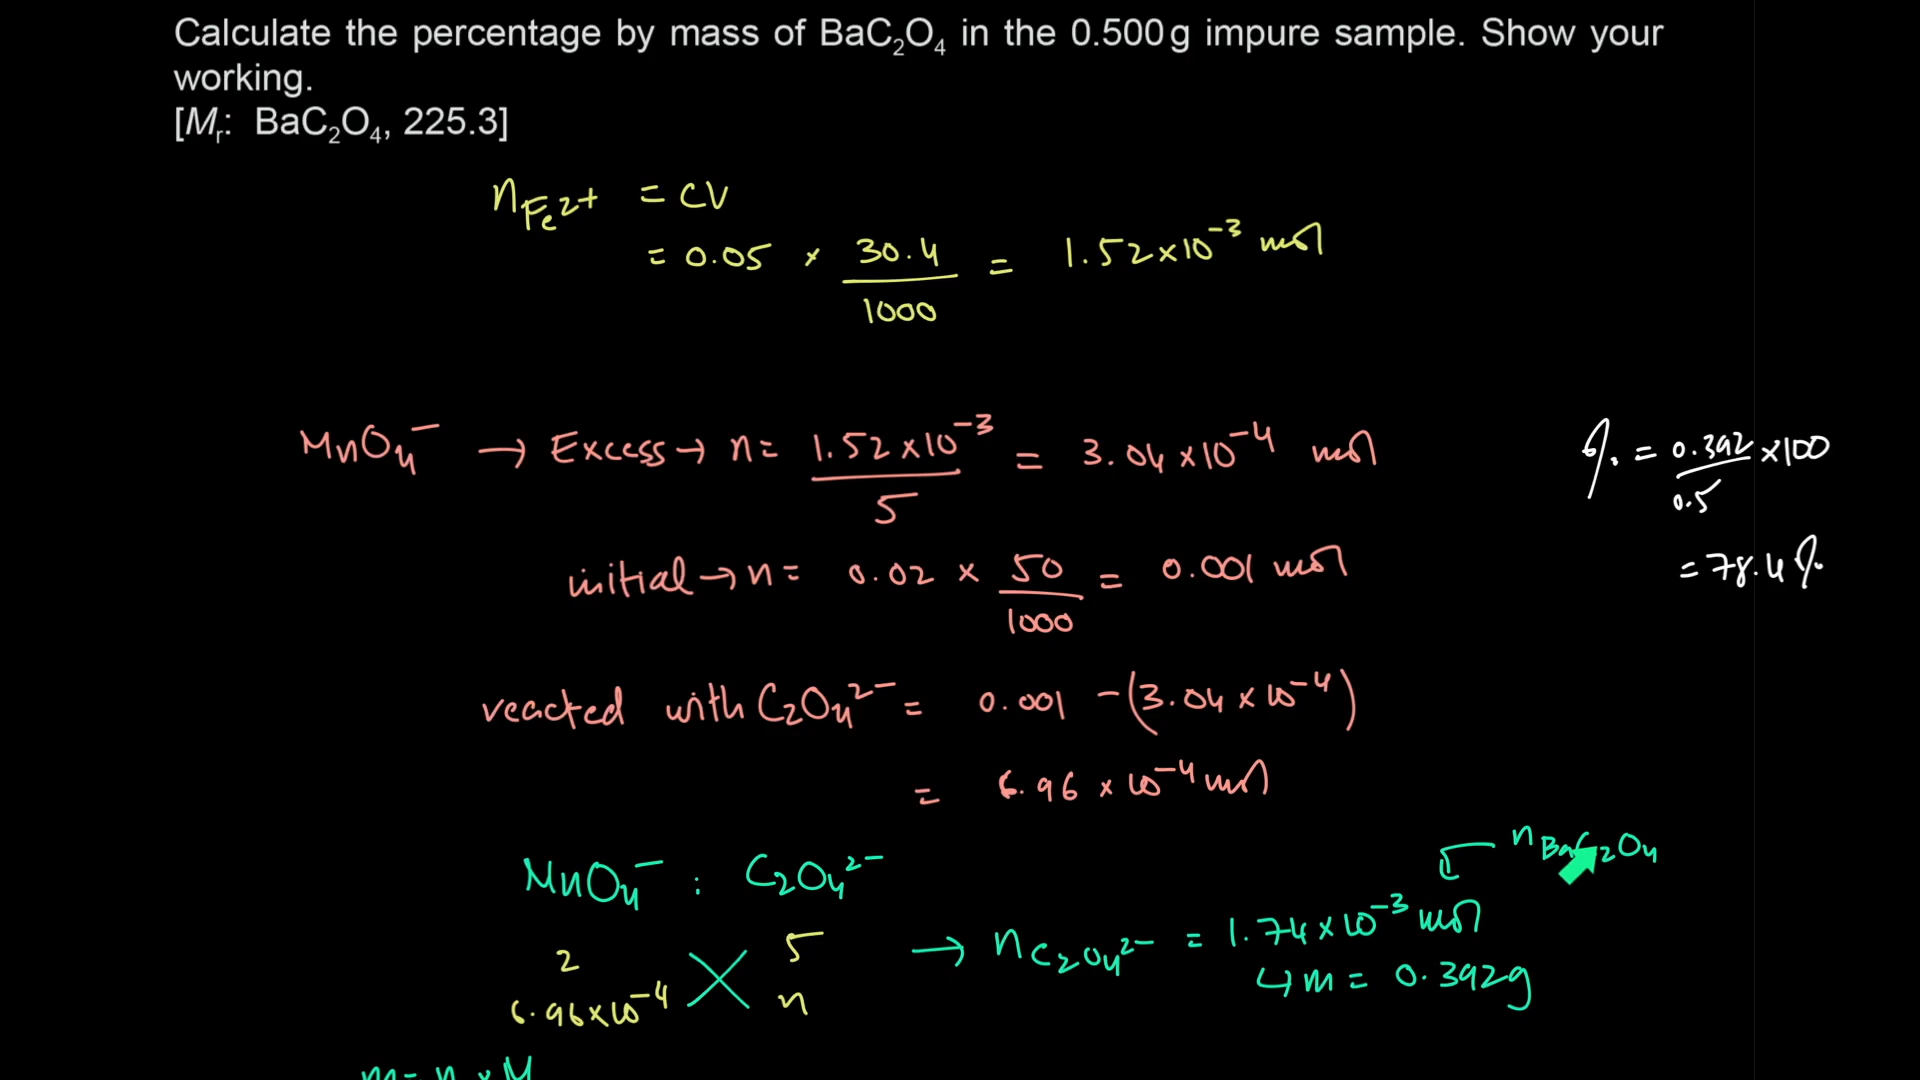 Calculate the percentage by mass of BaC₂O₄ in the 0.500 g impure sample. Show your
working.
[Mᵣ: BaC₂O₄, 225.3]
n Fe2+ = CV
= 0.05 × 30.4/1000 = 1.52×10⁻³ mol
MnO₄⁻ → Excess → n = 1.52×10⁻³/5 = 3.04×10⁻⁴ mol
initial → n = 0.02 × 50/1000 = 0.001 mol
reacted with C₂O₄²⁻ = 0.001 - (3.04×10⁻⁴)
= 6.96×10⁻⁴ mol
MnO₄⁻ : C₂O₄²⁻
2 5
6.96×10⁻⁴ n
→ n C₂O₄²⁻ = 1.74×10⁻³ mol
n BaC₂O₄
↳ m = 0.392g
m = n × M
% = 0.392/0.5 ×100
= 78.4%